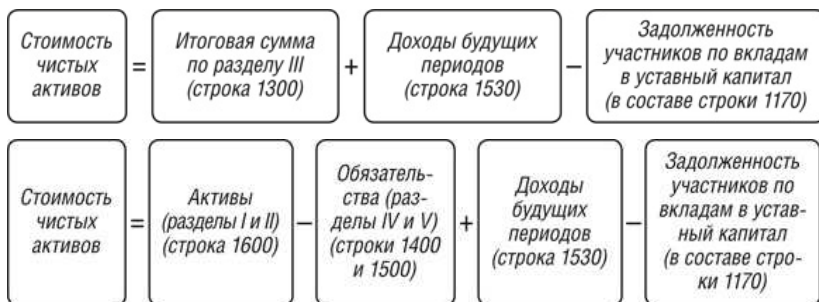 Стоимость
чистых
активов
=
Итоговая сумма
по разделу III
(строка 1300)
+
Доходы будущих
периодов
(строка 1530)
−
Задолженность
участников по вкладам
в уставный капитал
(в составе строки 1170)
Стоимость
чистых
активов
=
Активы
(разделы I и II)
(строка 1600)
−
Обязатель-
ства (раз-
делы IV и V)
(строки 1400
и 1500)
+
Доходы
будущих
периодов
(строка 1530)
−
Задолженность
участников по
вкладам в устав-
ный капитал
(в составе стро-
ки 1170)